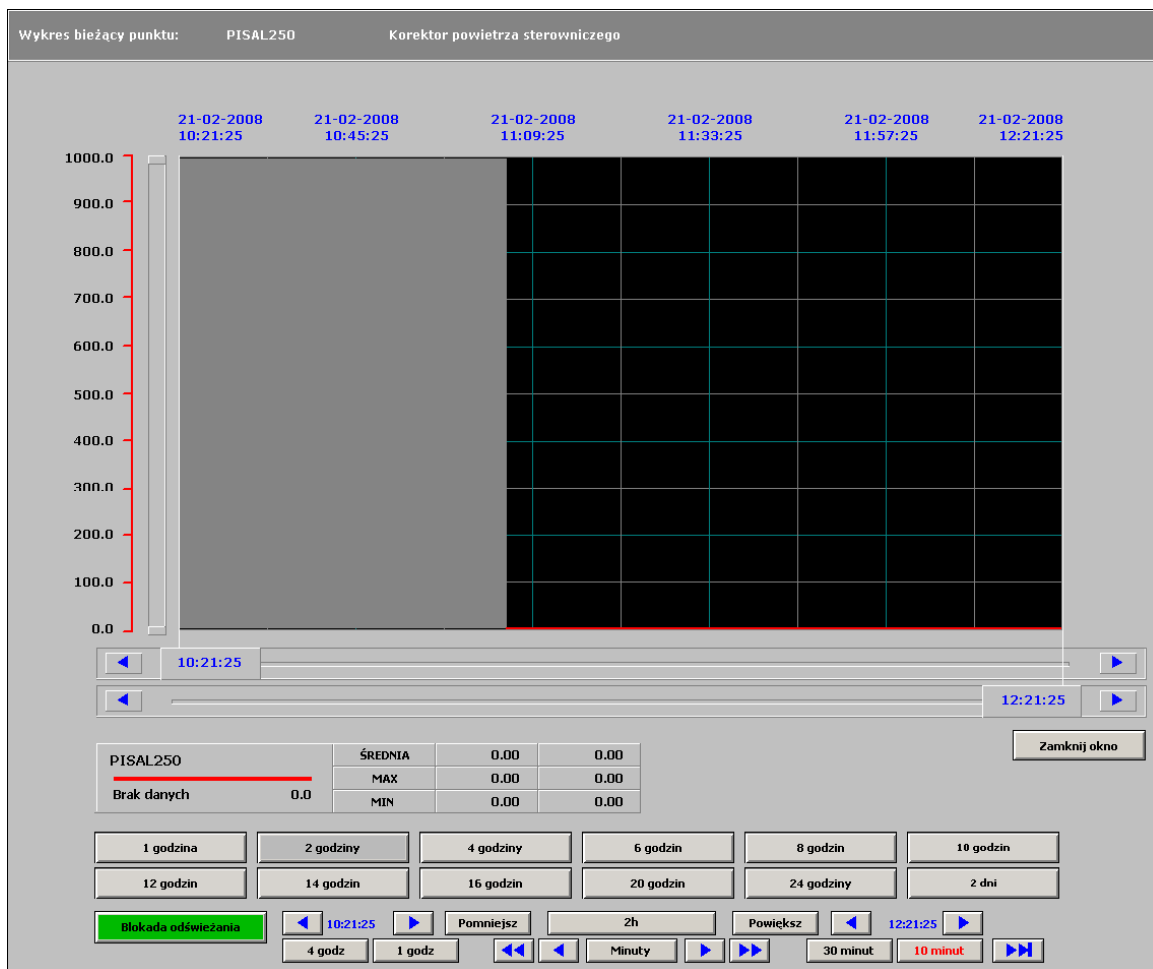 Wykres bieżący punktu: PISAL250 Korektor powietrza sterowniczego
21-02-2008 21-02-2008 21-02-2008 21-02-2008 21-02-2008 21-02-2008
10:21:25 10:45:25 11:09:25 11:33:25 11:57:25 12:21:25
1000.0
900.0
800.0
700.0
600.0
500.0
400.0
300.0
200.0
100.0
0.0
10:21:25
12:21:25
Zamknij okno
PISAL250 ŚREDNIA 0.00 0.00
MAX 0.00 0.00
Brak danych 0.0 MIN 0.00 0.00
1 godzina 2 godziny 4 godziny 6 godzin 8 godzin 10 godzin
12 godzin 14 godzin 16 godzin 20 godzin 24 godziny 2 dni
Blokada odświeżania 10:21:25 Pomniejsz 2h Powiększ 12:21:25
4 godz 1 godz Minuty 30 minut 10 minut